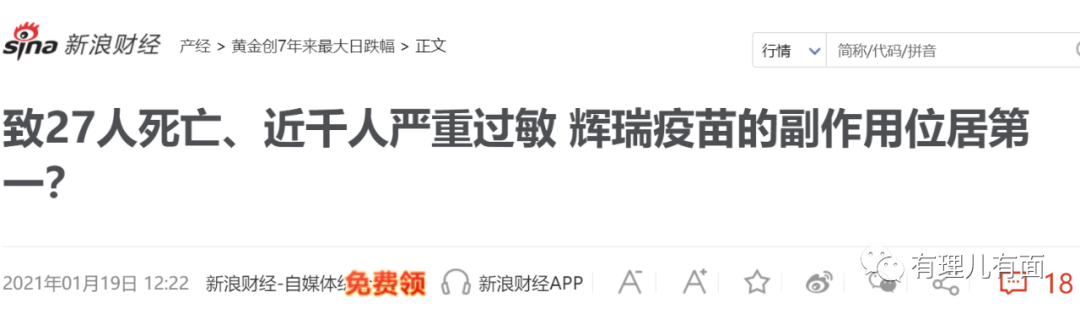 sina 新浪财经 产经 > 黄金创7年来最大日跌幅 > 正文
行情 简称/代码/拼音
致27人死亡、近千人严重过敏 辉瑞疫苗的副作用位居第
一?
2021年01月19日 12:22 新浪财经-自媒体综 免费领 新浪财经APP A- A+ 18
有理儿有面